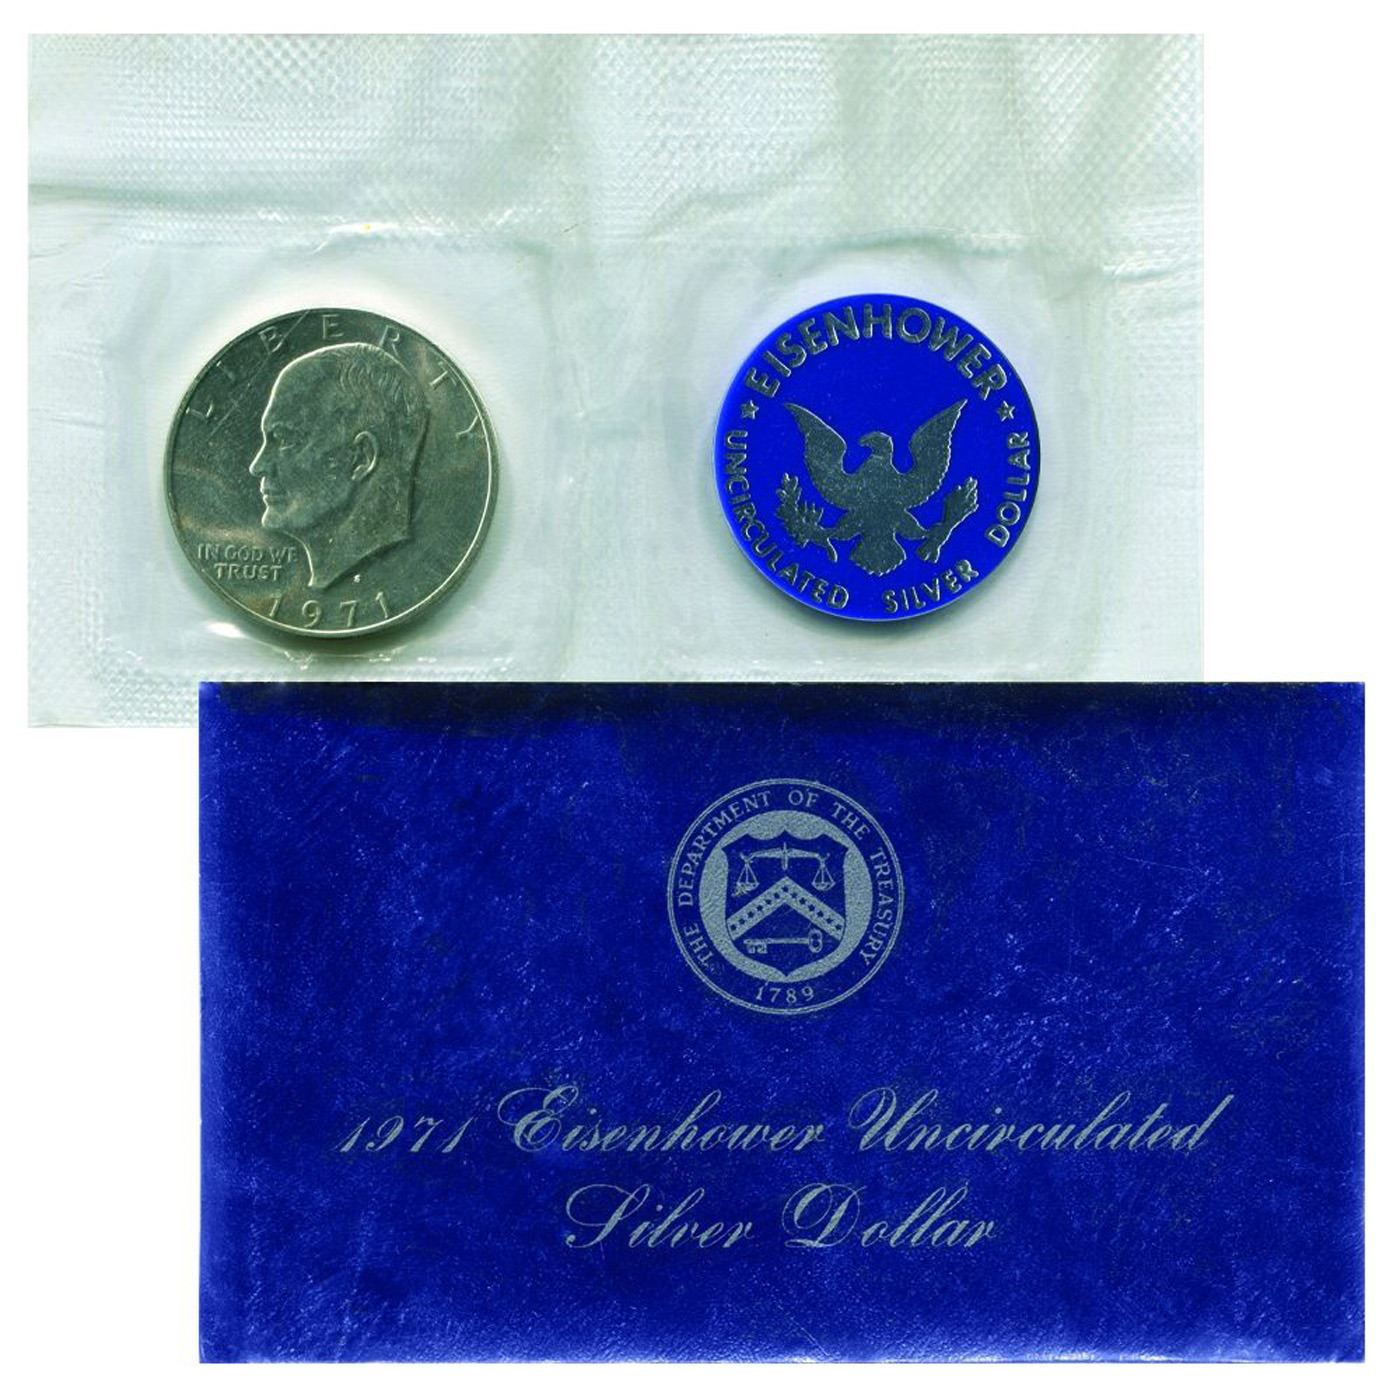 LIBERTY
IN GOD WE
TRUST
S
1971
EISENHOWER
★ UNCIRCULATED SILVER DOLLAR ★
THE DEPARTMENT OF THE TREASURY
1789
1971 Eisenhower Uncirculated
Silver Dollar